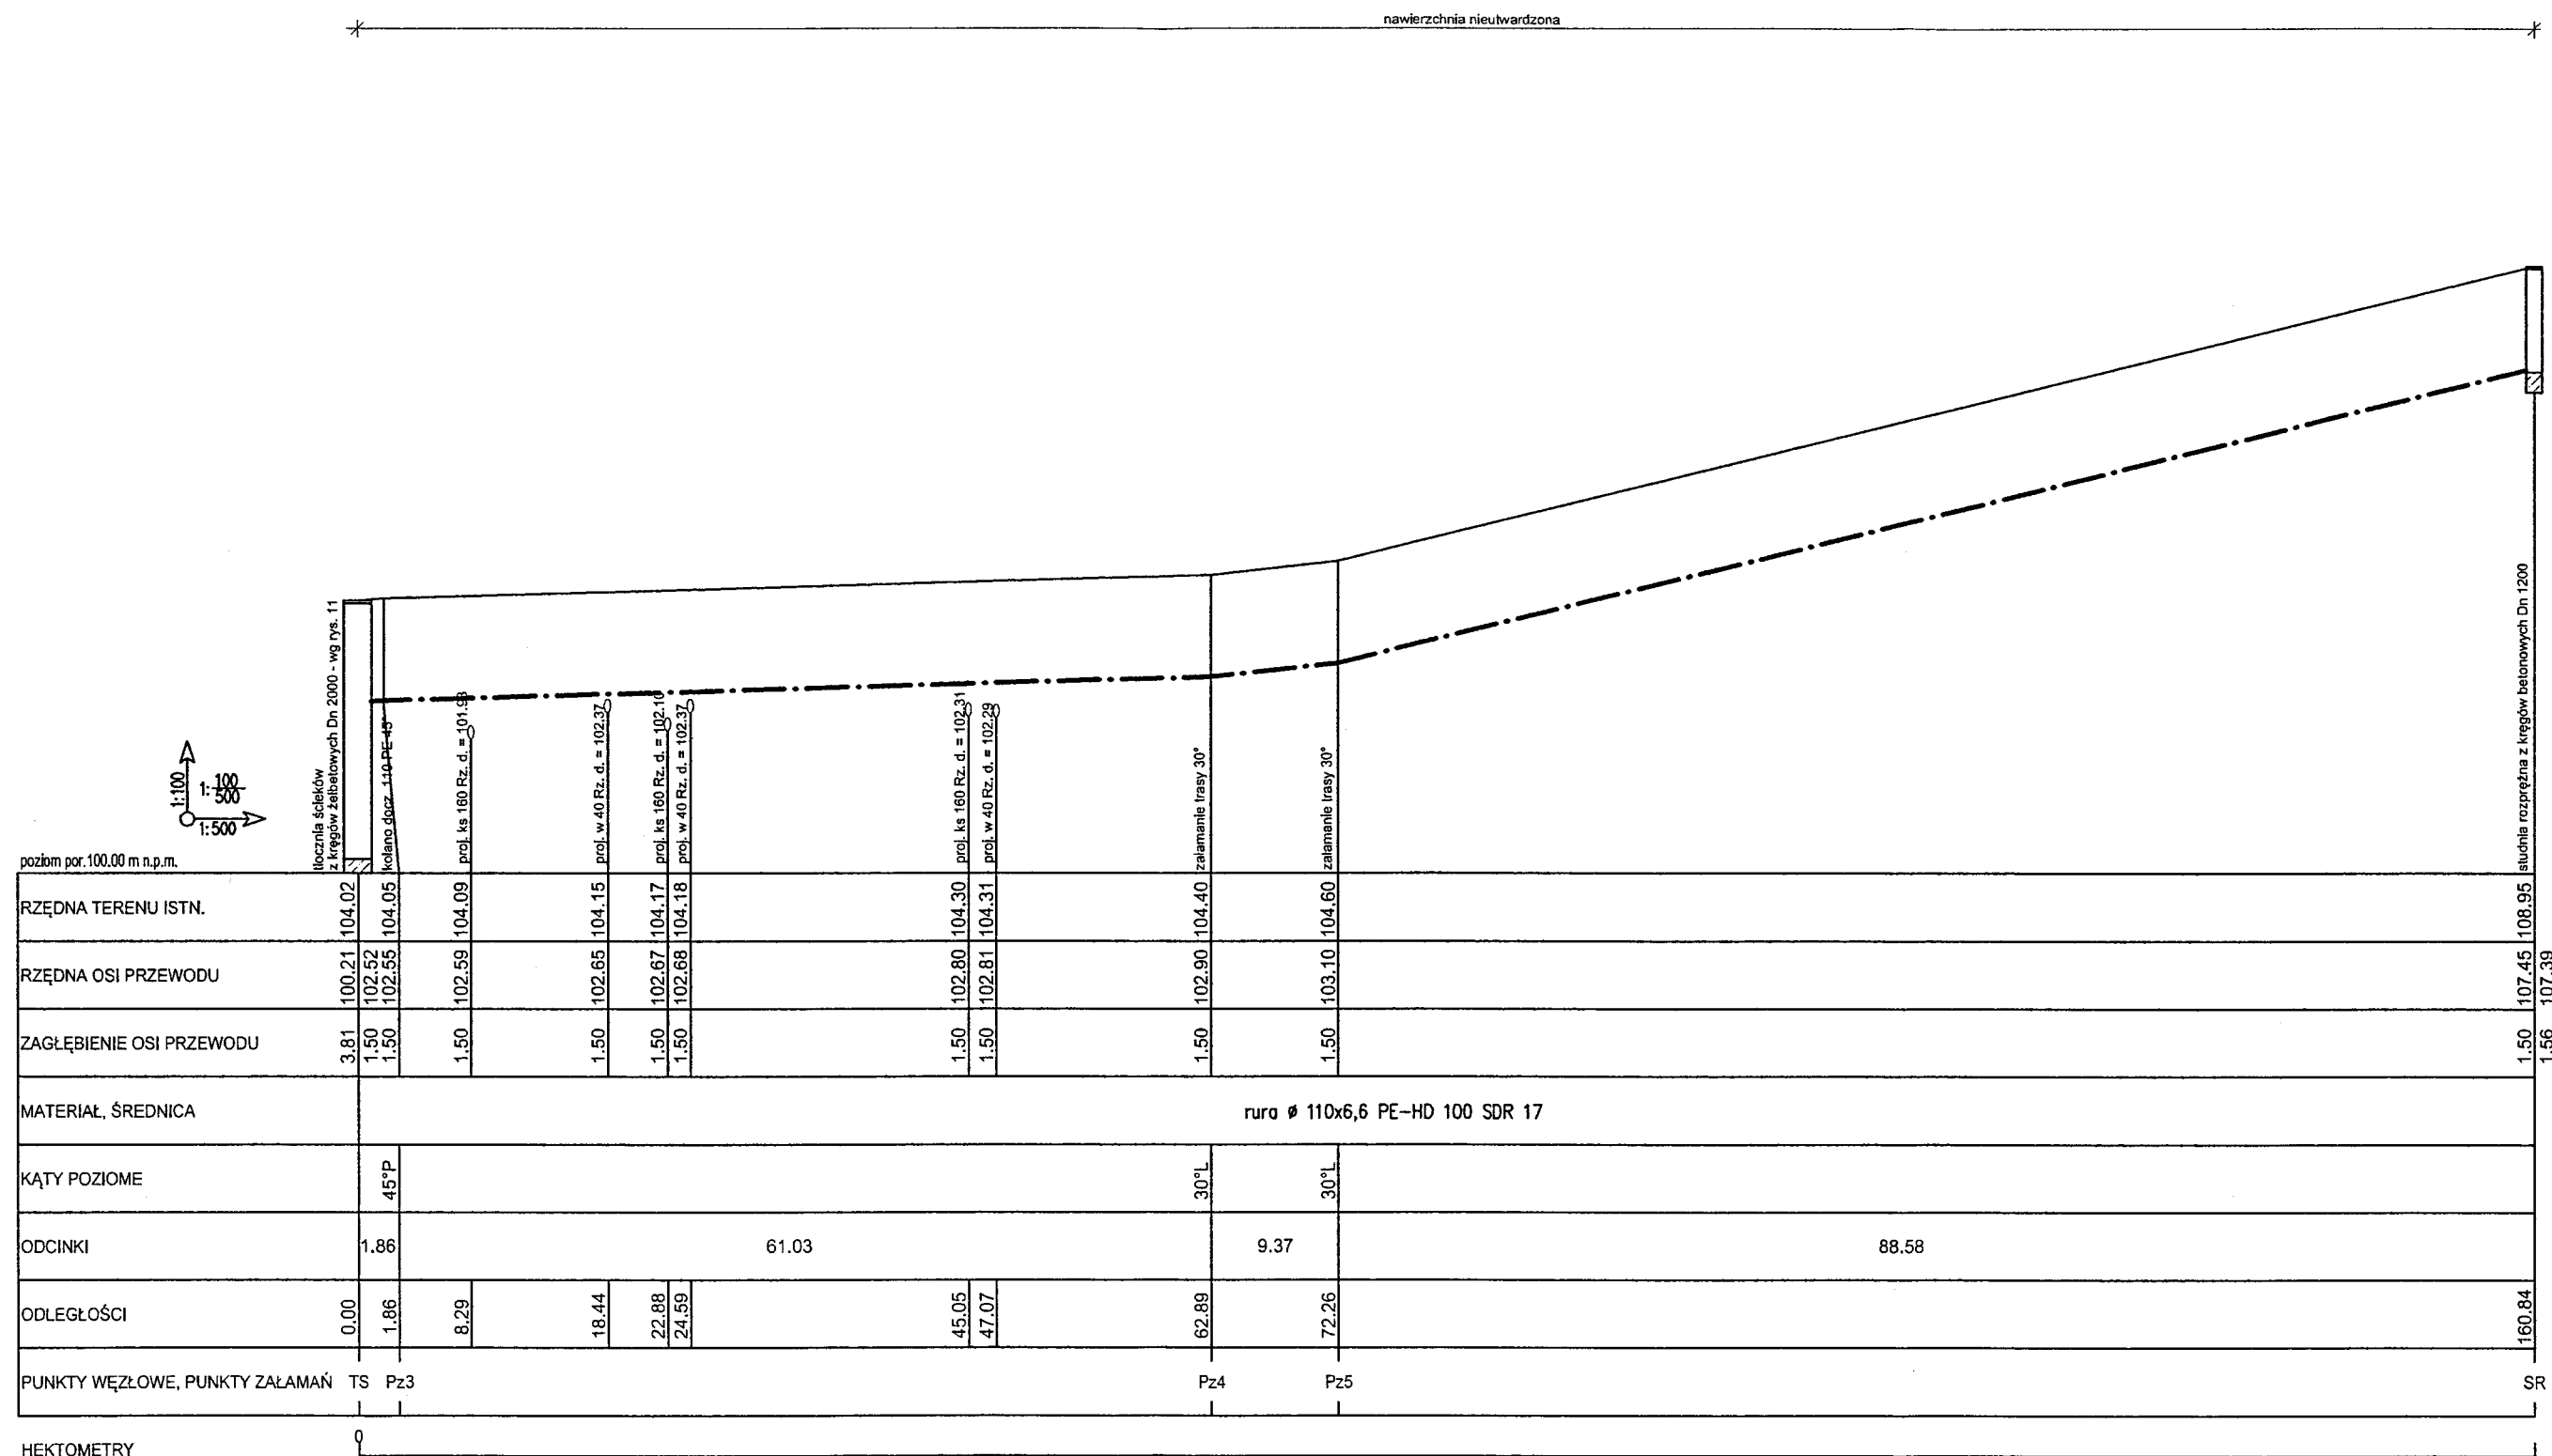 nawierzchnia nieutwardzona
1:100
1: 100
500
1:500
tłocznia ścieków
z kręgów żelbetowych Dn 2000 - wg rys. 11
kolano docz. 110 PE 45°
proj. ks 160 Rz. d. = 101.93
proj. w 40 Rz. d. = 102.37
proj. ks 160 Rz. d. = 102.10
proj. w 40 Rz. d. = 102.37
proj. ks 160 Rz. d. = 102.31
proj. w 40 Rz. d. = 102.29
załamanie trasy 30°
załamanie trasy 30°
studnia rozprężna z kręgów betonowych Dn 1200
poziom por.100.00 m n.p.m.
RZĘDNA TERENU ISTN. 104.02 104.05 104.09 104.15 104.17 104.18 104.30 104.31 104.40 104.60 108.95
RZĘDNA OSI PRZEWODU 100.21 102.52 102.55 102.59 102.65 102.67 102.68 102.80 102.81 102.90 103.10 107.45 107.39
ZAGŁĘBIENIE OSI PRZEWODU 3.81 1.50 1.50 1.50 1.50 1.50 1.50 1.50 1.50 1.50 1.50 1.50 1.56
MATERIAŁ, ŚREDNICA rura ø 110x6,6 PE-HD 100 SDR 17
KĄTY POZIOME 45°P 30°L 30°L
ODCINKI 1.86 61.03 9.37 88.58
ODLEGŁOŚCI 0.00 1.86 8.29 18.44 22.88 24.59 45.05 47.07 62.89 72.26 160.84
PUNKTY WĘZŁOWE, PUNKTY ZAŁAMAŃ TS Pz3 Pz4 Pz5 SR
HEKTOMETRY 0